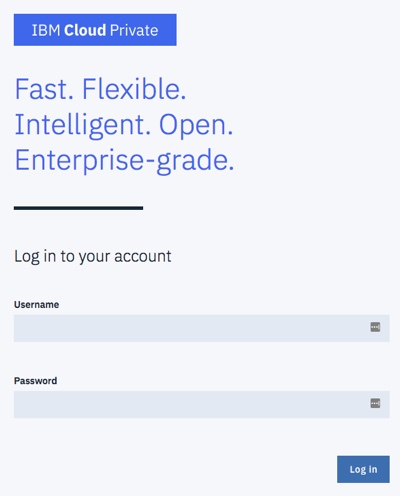 IBM Cloud Private
Fast. Flexible.
Intelligent. Open.
Enterprise-grade.
Log in to your account
Username
Password
Log in